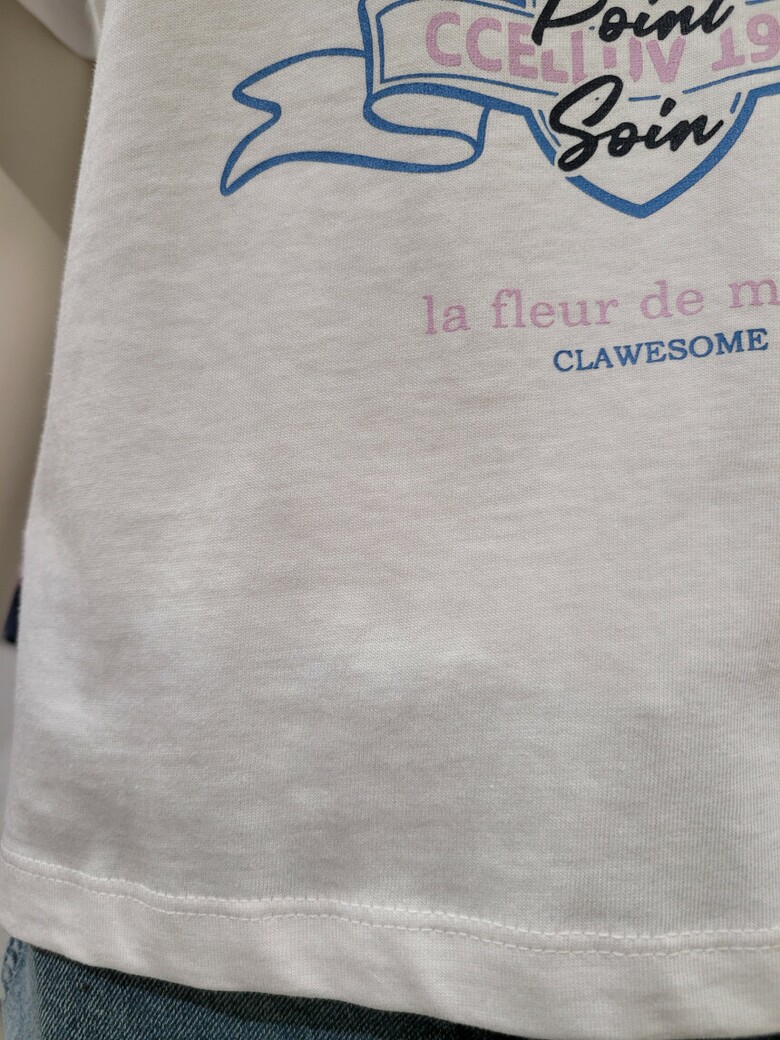 Point
Soin
la fleur de
CLAWESOME